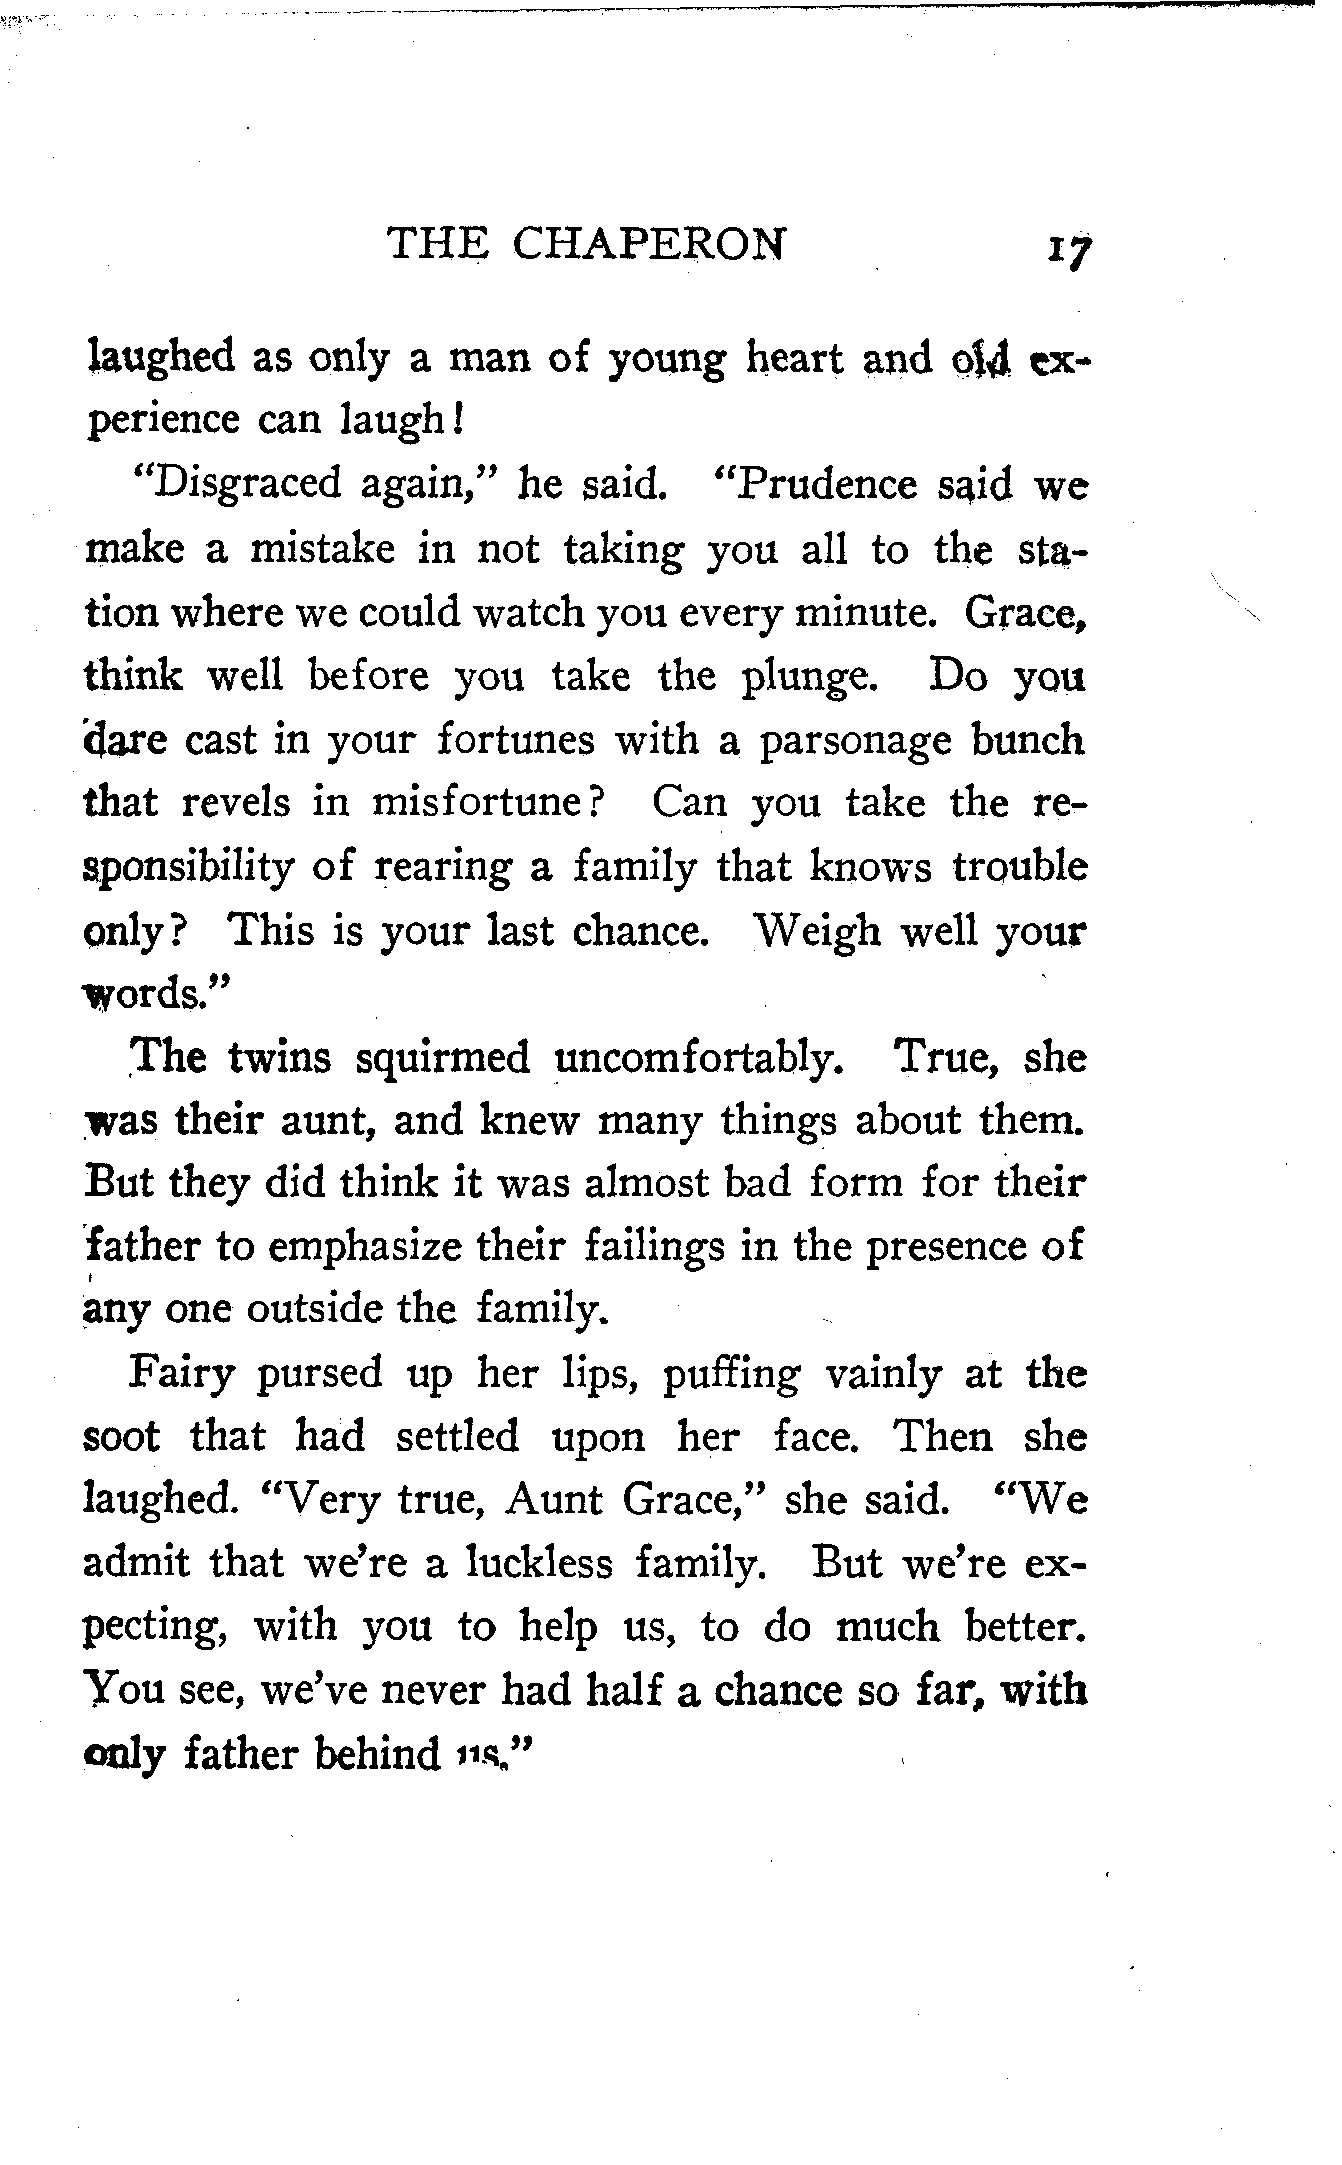 THE CHAPERON 17
laughed as only a man of young heart and old ex-
perience can laugh!
"Disgraced again," he said. "Prudence said we
make a mistake in not taking you all to the sta-
tion where we could watch you every minute. Grace,
think well before you take the plunge. Do you
dare cast in your fortunes with a parsonage bunch
that revels in misfortune? Can you take the re-
sponsibility of rearing a family that knows trouble
only? This is your last chance. Weigh well your
words."
The twins squirmed uncomfortably. True, she
was their aunt, and knew many things about them.
But they did think it was almost bad form for their
father to emphasize their failings in the presence of
any one outside the family.
Fairy pursed up her lips, puffing vainly at the
soot that had settled upon her face. Then she
laughed. "Very true, Aunt Grace," she said. "We
admit that we're a luckless family. But we're ex-
pecting, with you to help us, to do much better.
You see, we've never had half a chance so far, with
only father behind us."